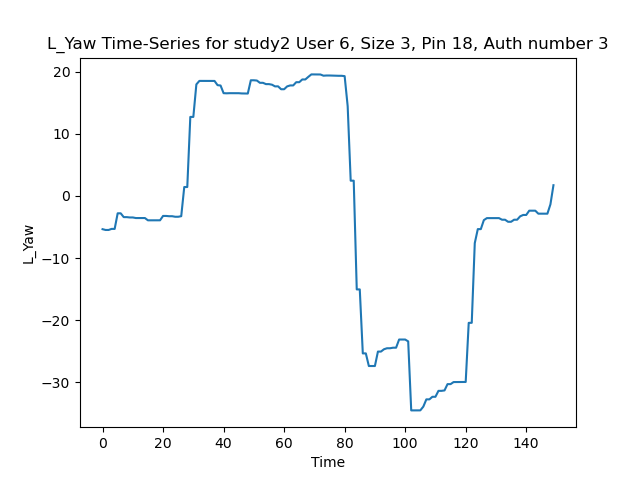 L_Yaw Time-Series for study2 User 6, Size 3, Pin 18, Auth number 3
20
10
0
−10
−20
−30
L_Yaw
0 20 40 60 80 100 120 140
Time